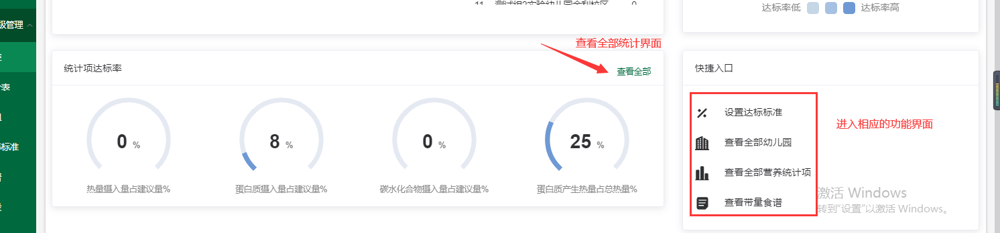 达标率低 达标率高
级管理
查看全部统计界面
统计项达标率
查看全部
快捷入口
表
标准
0 %
8 %
0 %
25 %
热量摄入量占建议量%
蛋白质摄入量占建议量%
碳水化合物摄入量占建议量%
蛋白质产生热量占总热量%
设置达标标准
查看全部幼儿园
查看全部营养统计项
查看带量食谱
进入相应的功能界面
激活 Windows
转到"设置"以激活 Windows。